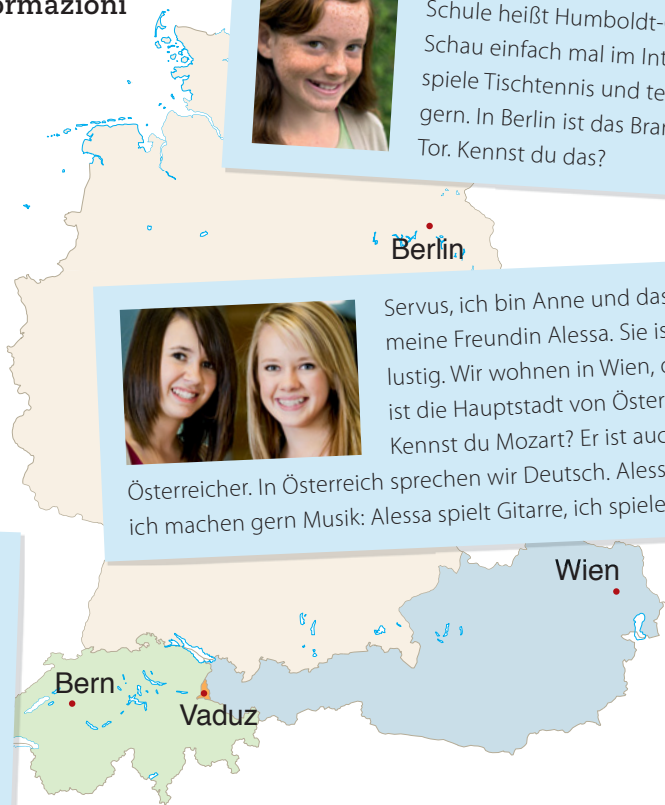 ormazioni
Schule heißt Humboldt-
Schau einfach mal im Int
spiele Tischtennis und te
gern. In Berlin ist das Bran
Tor. Kennst du das?
Berlin
Servus, ich bin Anne und das
meine Freundin Alessa. Sie is
lustig. Wir wohnen in Wien, d
ist die Hauptstadt von Öster
Kennst du Mozart? Er ist auc
Österreicher. In Österreich sprechen wir Deutsch. Aless
ich machen gern Musik: Alessa spielt Gitarre, ich spiele
Wien
Bern
Vaduz